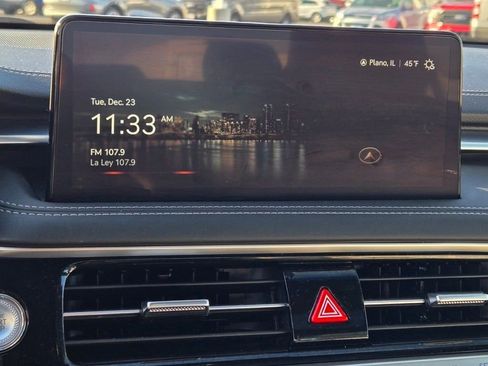 Plano, IL | 45°F
Tue, Dec. 23
11:33 AM
FM 107.9
La Ley 107.9